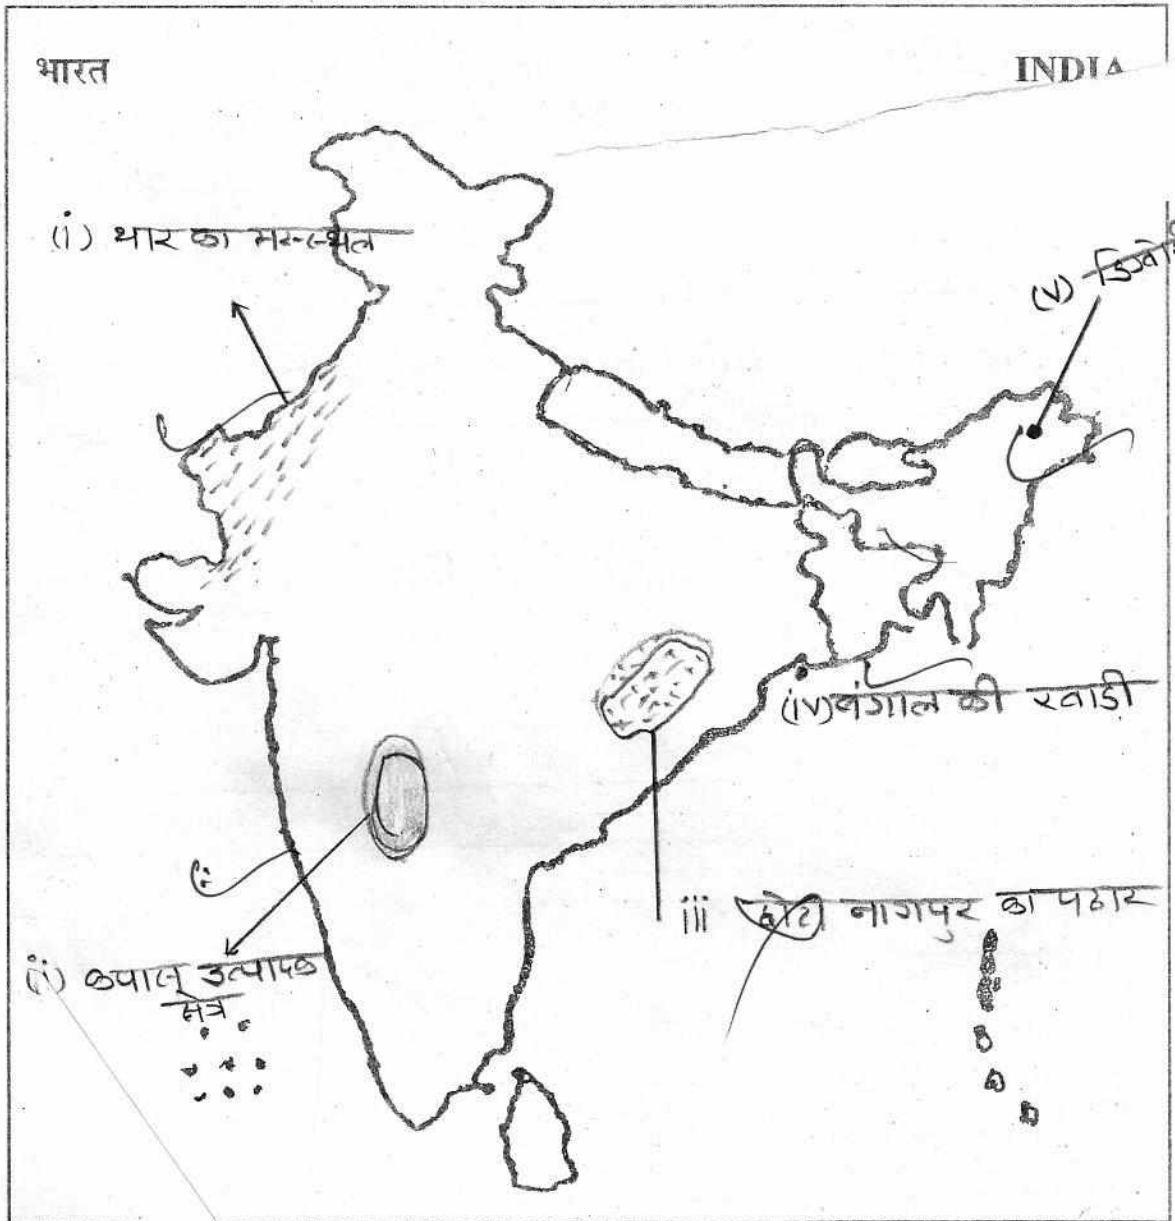 भारत
INDIA
(i) थार का मरुस्थल
(v)
(iv) बंगाल की खाडी
iii छोटा नागपुर का पठार
(ii) कपास उत्पादक
क्षेत्र